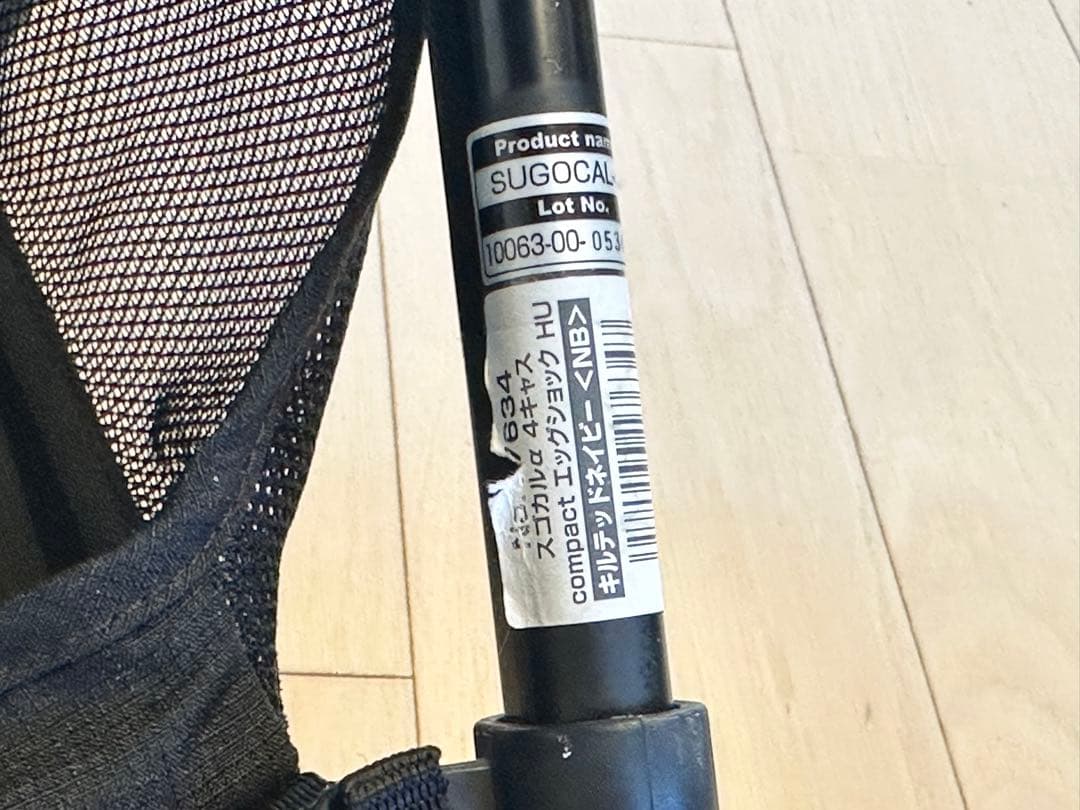 Product
SUGOCAL
Lot No.
10063-00-053
634
スゴカルα 4キャス
compact エッグショック HU
キルテッドネイビー <NB>